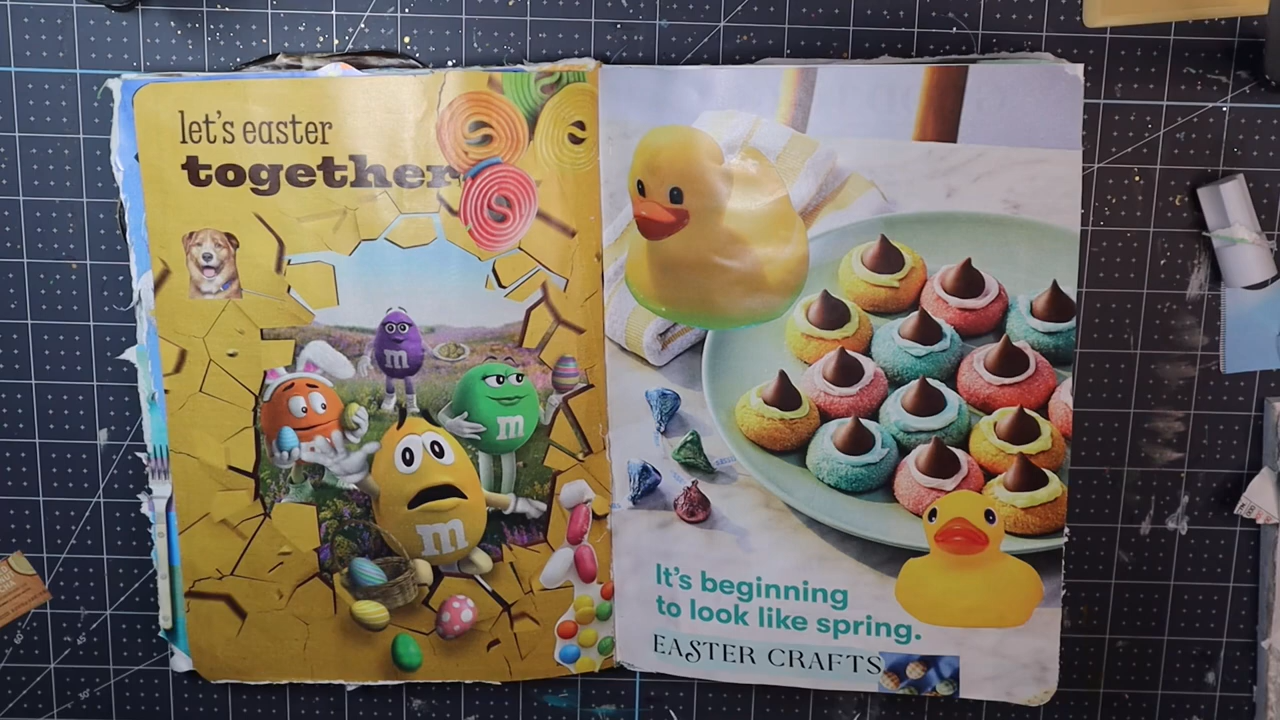 let's easter
together
m
m
m
It's beginning
to look like spring.
EASTER CRAFTS